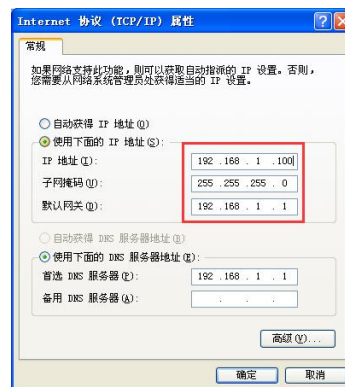 Internet 协议 (TCP/IP) 属性
常规
如果网络支持此功能，则可以获取自动指派的 IP 设置。否则，
您需要从网络系统管理员处获得适当的 IP 设置。
自动获得 IP 地址(O)
使用下面的 IP 地址(S):
IP 地址(I): 192 .168 . 1 .100
子网掩码(U): 255 .255 .255 . 0
默认网关(D): 192 .168 . 1 . 1
自动获得 DNS 服务器地址(B)
使用下面的 DNS 服务器地址(E):
首选 DNS 服务器(P): 192 .168 . 1 . 1
备用 DNS 服务器(A): . . .
高级(V)...
确定 取消